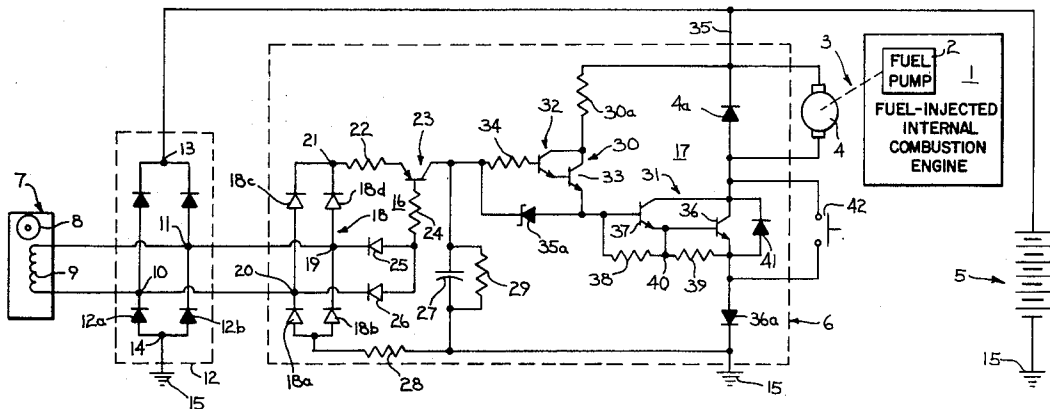 35
3
FUEL
PUMP
2
1
FUEL-INJECTED
INTERNAL
COMBUSTION
ENGINE
4
4a
30a
32
23
22
21
34
30
33
17
31
13
7
8
9
18c
18d
16
18
24
11
19
25
35a
37
36
42
10
20
26
27
29
38
40
39
41
5
12a
12b
18a
18b
36a
6
14
28
15
12
15
15